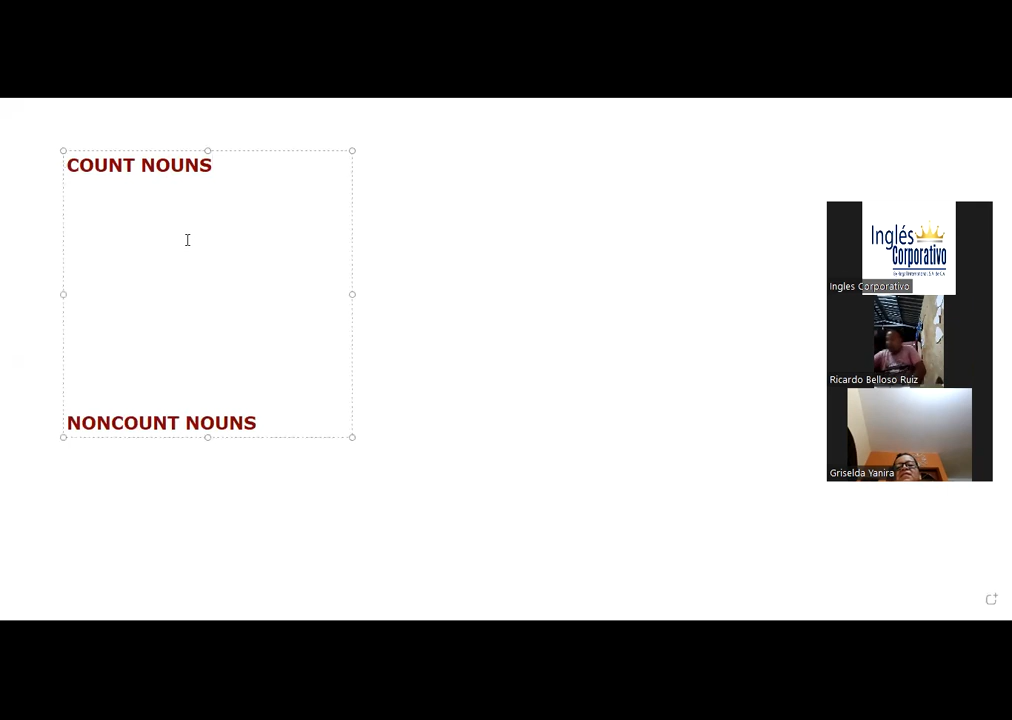 COUNT NOUNS
NONCOUNT NOUNS
Inglés
Corporativo
Ingles Corporativo
Ricardo Belloso Ruiz
Griselda Yanira